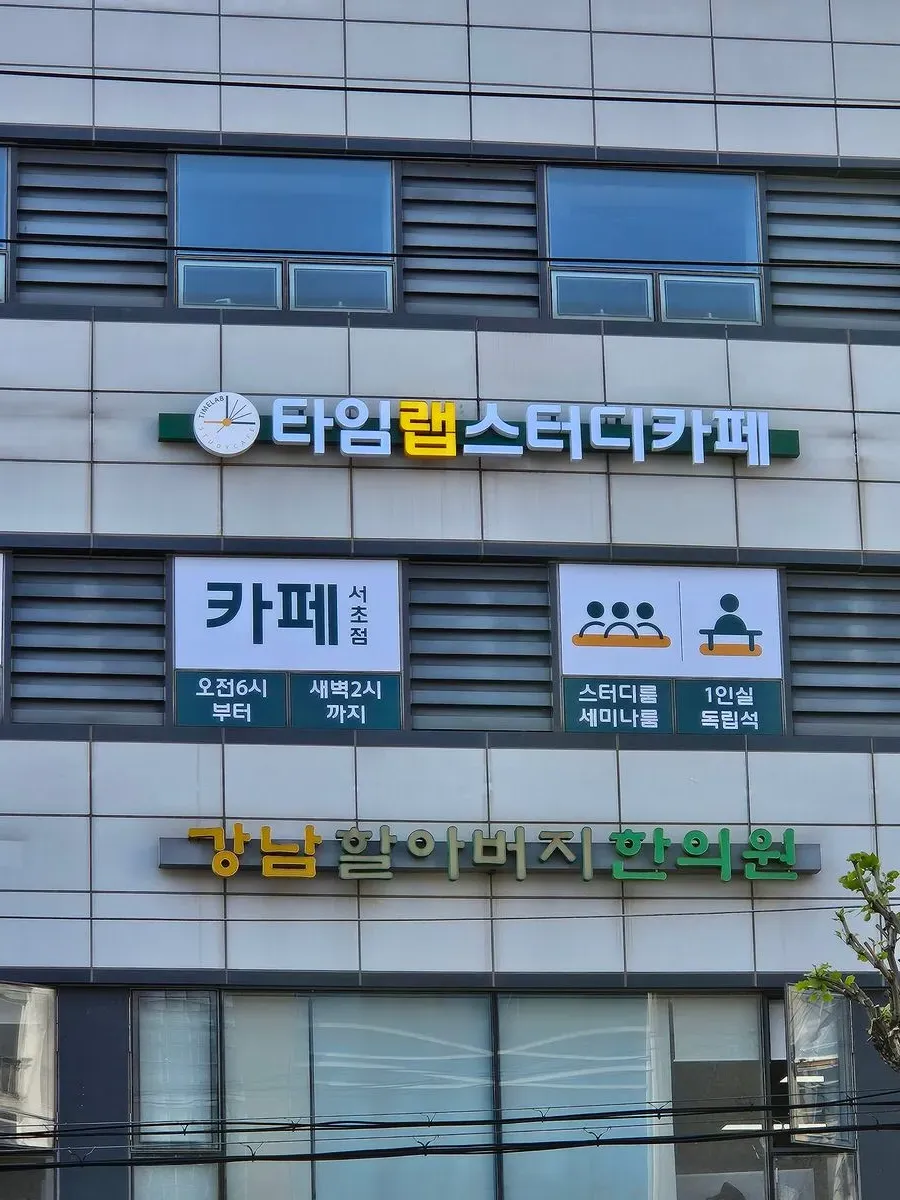 TIMELAB
STUDYCAFE
타임랩스터디카페
카페
서초점
오전6시
부터
새벽2시
까지
스터디룸
세미나룸
1인실
독립석
강남할아버지한의원